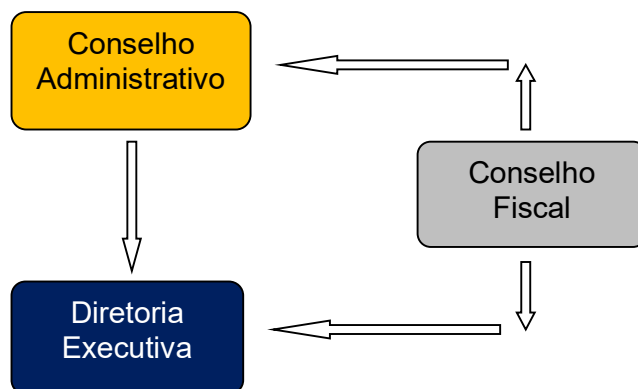 Conselho
Administrativo
Conselho
Fiscal
Diretoria
Executiva